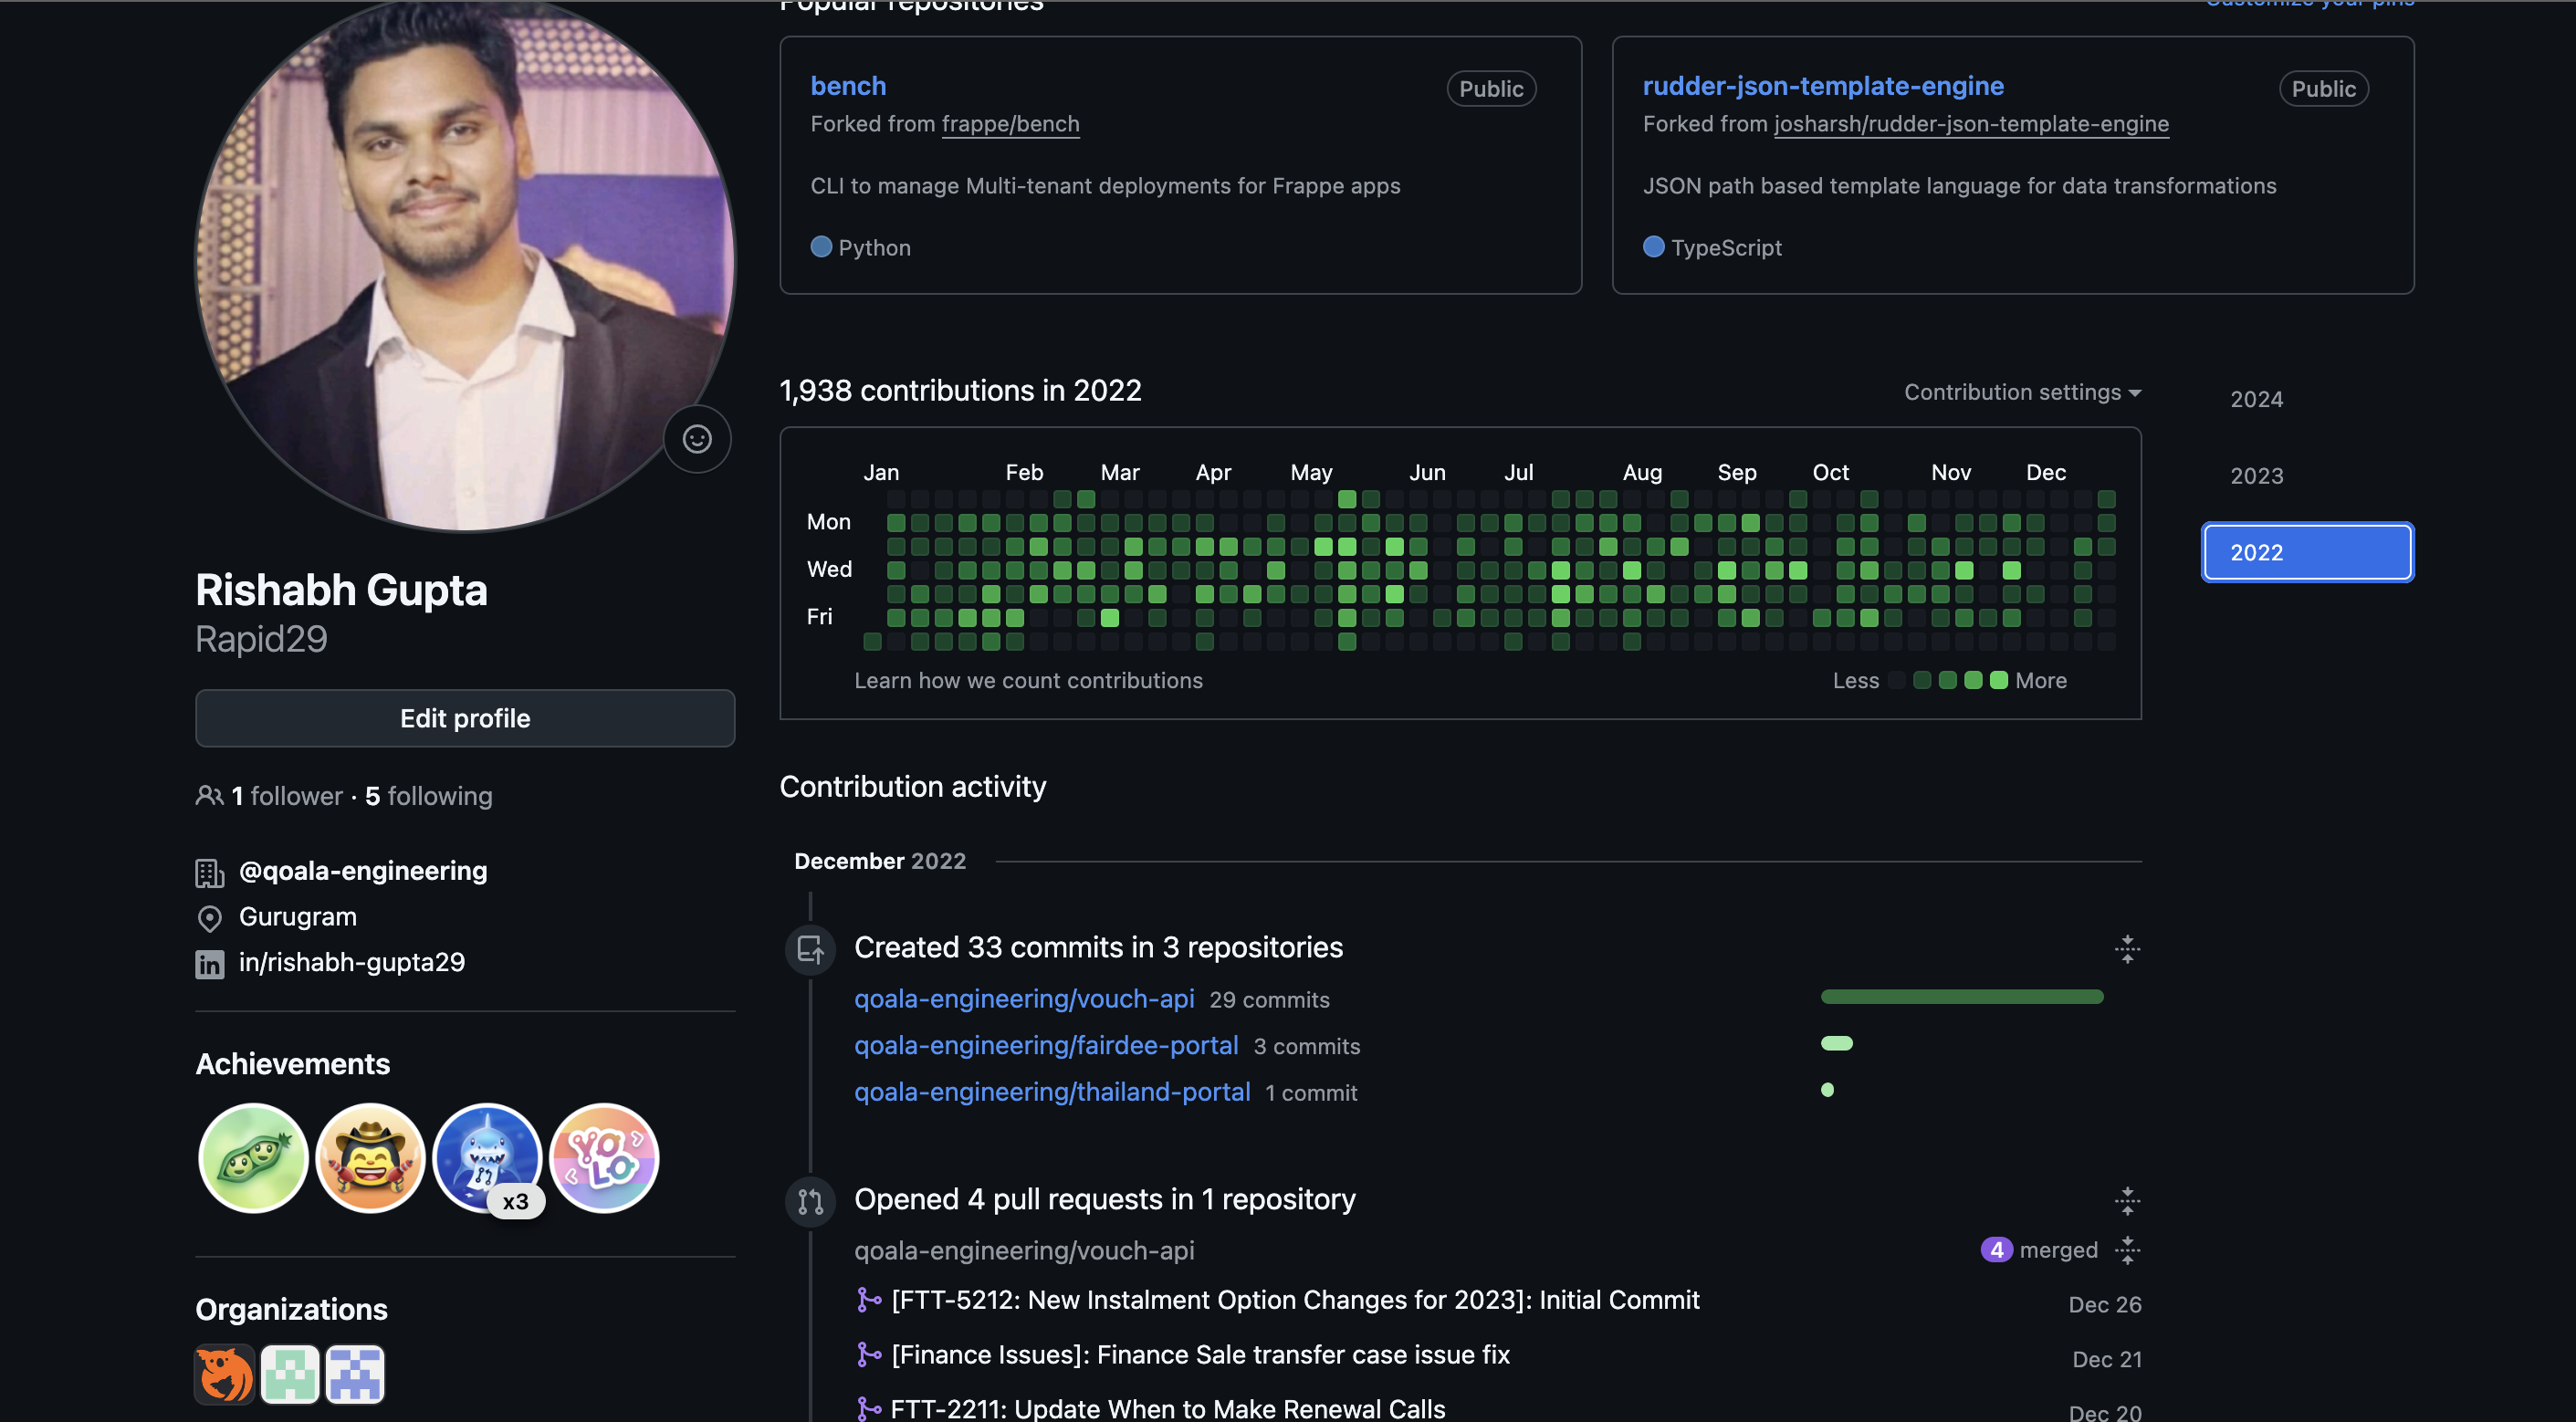 Popular repositories
Customize your pins
bench
Public
Forked from frappe/bench
CLI to manage Multi-tenant deployments for Frappe apps
Python
rudder-json-template-engine
Public
Forked from josharsh/rudder-json-template-engine
JSON path based template language for data transformations
TypeScript
1,938 contributions in 2022
Contribution settings
2024
2023
2022
Jan Feb Mar Apr May Jun Jul Aug Sep Oct Nov Dec
Mon
Wed
Fri
Learn how we count contributions
Less
More
Rishabh Gupta
Rapid29
Edit profile
1 follower · 5 following
@qoala-engineering
Gurugram
in/rishabh-gupta29
Achievements
x3
YOLO
Organizations
Contribution activity
December 2022
Created 33 commits in 3 repositories
qoala-engineering/vouch-api 29 commits
qoala-engineering/fairdee-portal 3 commits
qoala-engineering/thailand-portal 1 commit
Opened 4 pull requests in 1 repository
qoala-engineering/vouch-api
4 merged
[FTT-5212: New Instalment Option Changes for 2023]: Initial Commit
Dec 26
[Finance Issues]: Finance Sale transfer case issue fix
Dec 21
FTT-2211: Update When to Make Renewal Calls
Dec 20